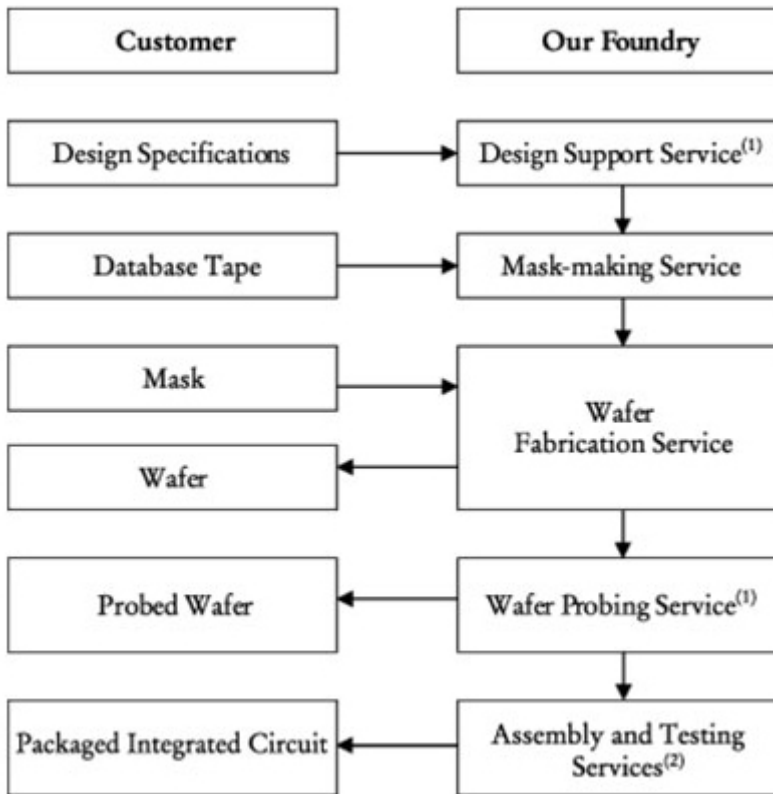 Customer
Our Foundry
Design Specifications
Design Support Service(1)
Database Tape
Mask-making Service
Mask
Wafer
Fabrication Service
Wafer
Probed Wafer
Wafer Probing Service(1)
Packaged Integrated Circuit
Assembly and Testing
Services(2)